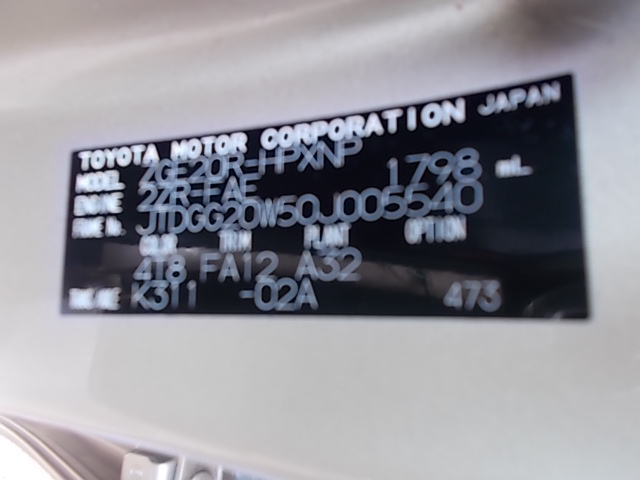 TOYOTA MOTOR CORPORATION JAPAN
MODEL ZGE20R-HPXNP
ENGINE 2ZR-FAE 1798 mL
FRAME No. JTDGG20W50J005540
COLOR TRIM PLANT OPTION
4T8 FA12 A32
TRANS/AXLE K311 -02A 473